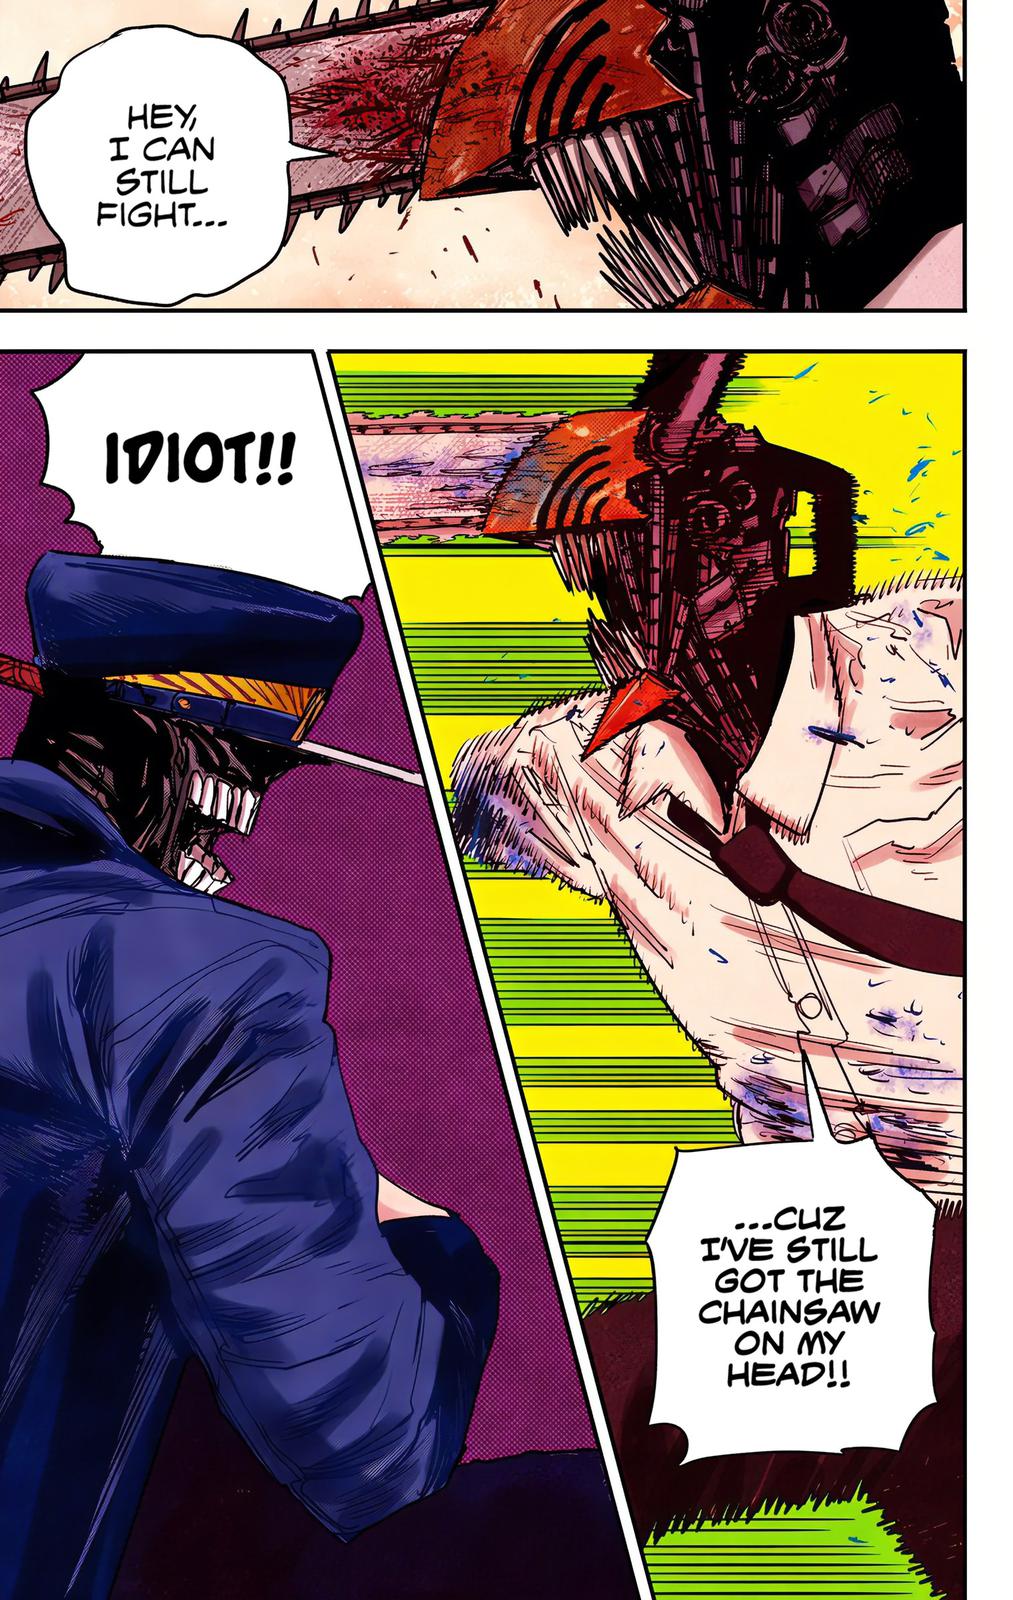 HEY,
I CAN
STILL
FIGHT...
...CUZ
I'VE STILL
GOT THE
CHAINSAW
ON MY
HEAD!!
IDIOT!!